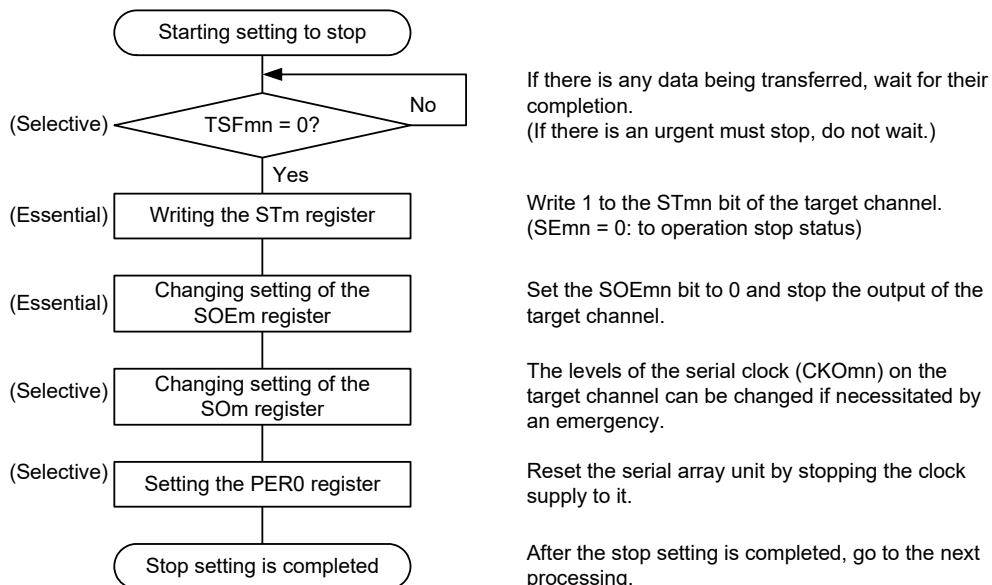 Starting setting to stop
If there is any data being transferred, wait for their
No
completion.
(Selective)
TSFmn = 0?
(If there is an urgent must stop, do not wait.)
Yes
(Essential)
Writing the STm register
Write 1 to the STmn bit of the target channel.
(SEmn = 0: to operation stop status)
(Essential)
Changing setting of the
SOEm register
Set the SOEmn bit to 0 and stop the output of the
target channel.
(Selective)
Changing setting of the
SOm register
The levels of the serial clock (CKOmn) on the
target channel can be changed if necessitated by
an emergency.
(Selective)
Setting the PER0 register
Reset the serial array unit by stopping the clock
supply to it.
Stop setting is completed
After the stop setting is completed, go to the next
processing.